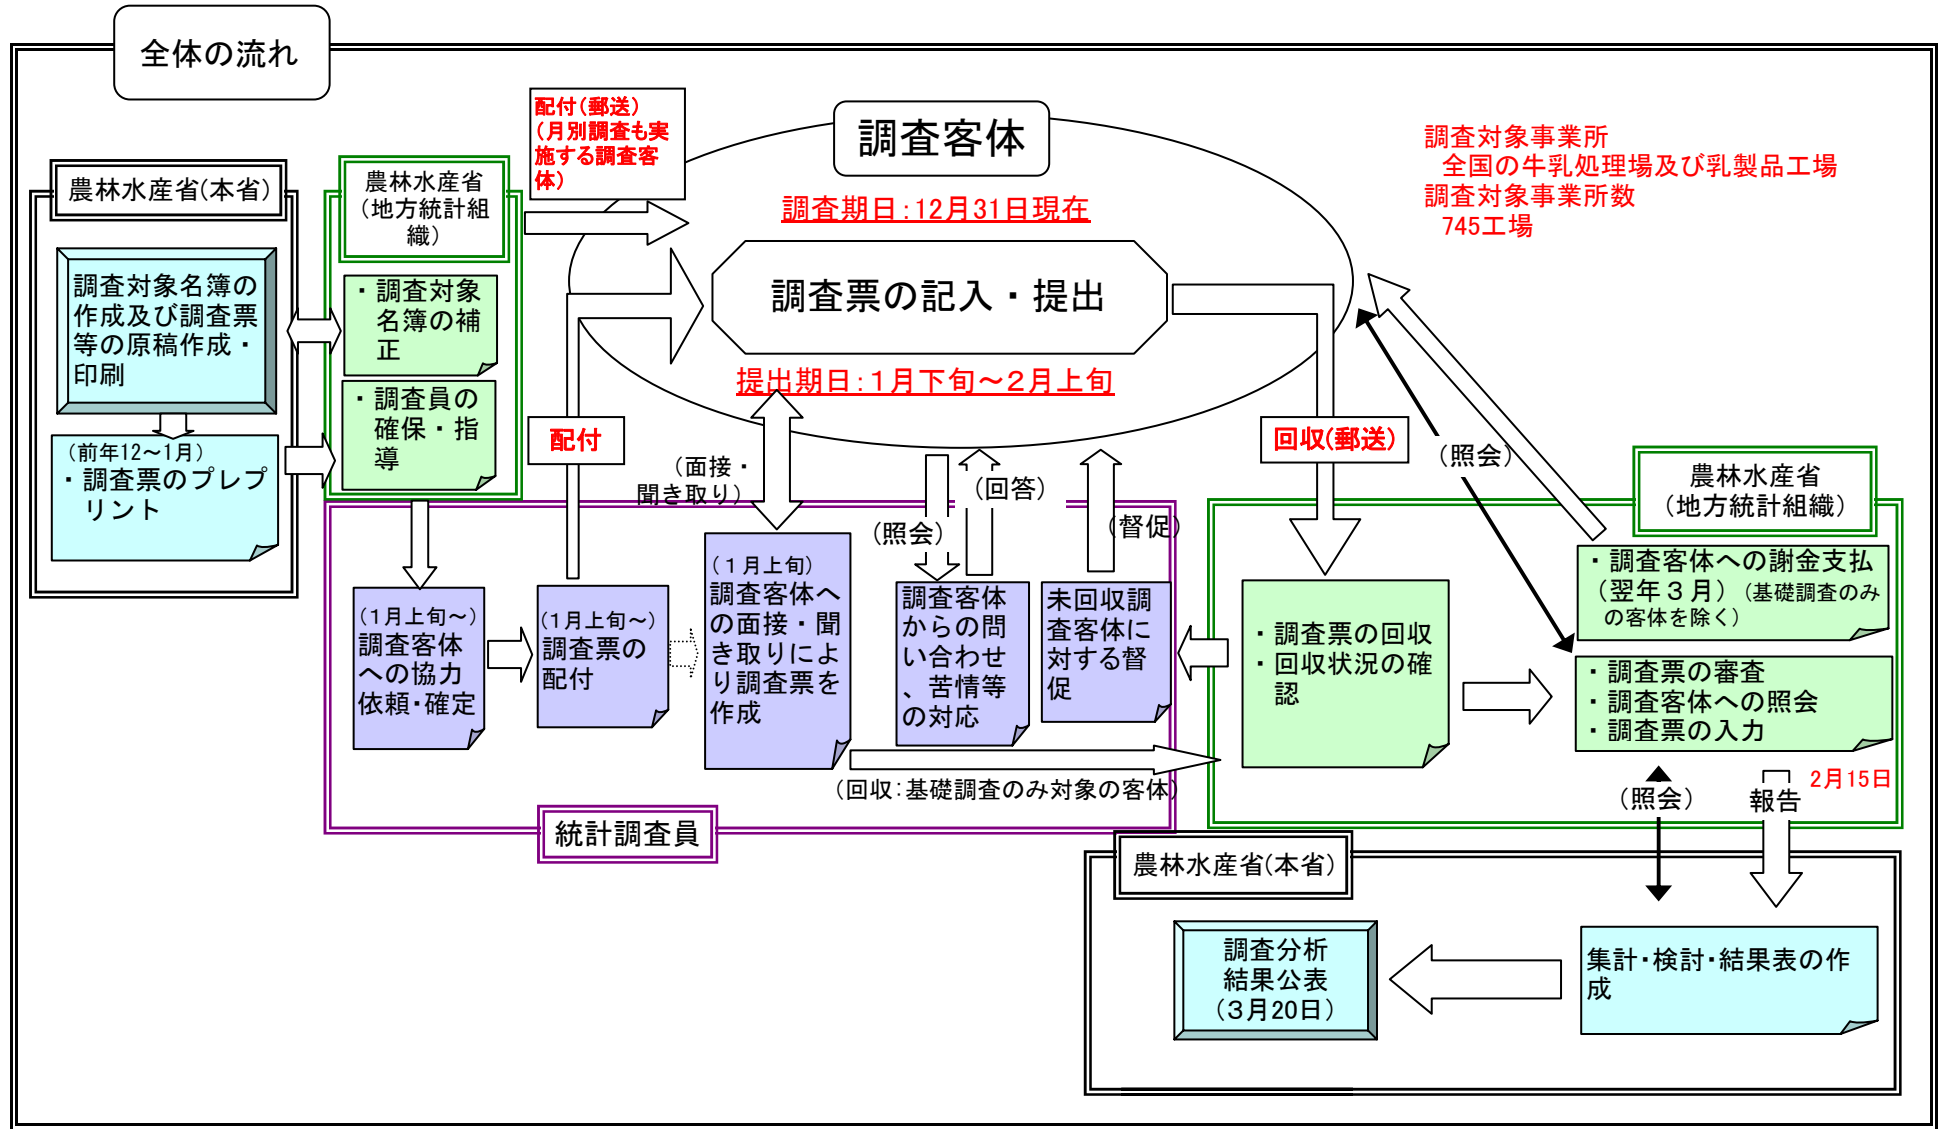 全体の流れ
農林水産省(本省)
調査対象名簿の
作成及び調査票
等の原稿作成・
印刷
(前年12～1月)
・調査票のプレプ
リント
農林水産省
(地方統計組
織)
・調査対象
名簿の補
正
・調査員の
確保・指
導
配付(郵送)
(月別調査も実
施する調査客
体)
調査客体
調査期日:12月31日現在
調査票の記入・提出
提出期日:1月下旬～2月上旬
調査対象事業所
全国の牛乳処理場及び乳製品工場
調査対象事業所数
745工場
配付
(面接・
聞き取り)
(照会)
(回答)
(督促)
回収(郵送)
(照会)
(1月上旬～)
調査客体
への協力
依頼・確定
(1月上旬～)
調査票の
配付
(1月上旬)
調査客体へ
の面接・聞
き取りによ
り調査票を
作成
調査客体
からの問
い合わせ
、苦情等
の対応
未回収調
査客体に
対する督
促
(回収:基礎調査のみ対象の客体)
統計調査員
農林水産省
(地方統計組織)
・調査票の回収
・回収状況の確
認
・調査客体への謝金支払
(翌年3月)(基礎調査のみ
の客体を除く)
・調査票の審査
・調査客体への照会
・調査票の入力
(照会)
報告
2月15日
農林水産省(本省)
集計・検討・結果表の作
成
調査分析
結果公表
(3月20日)